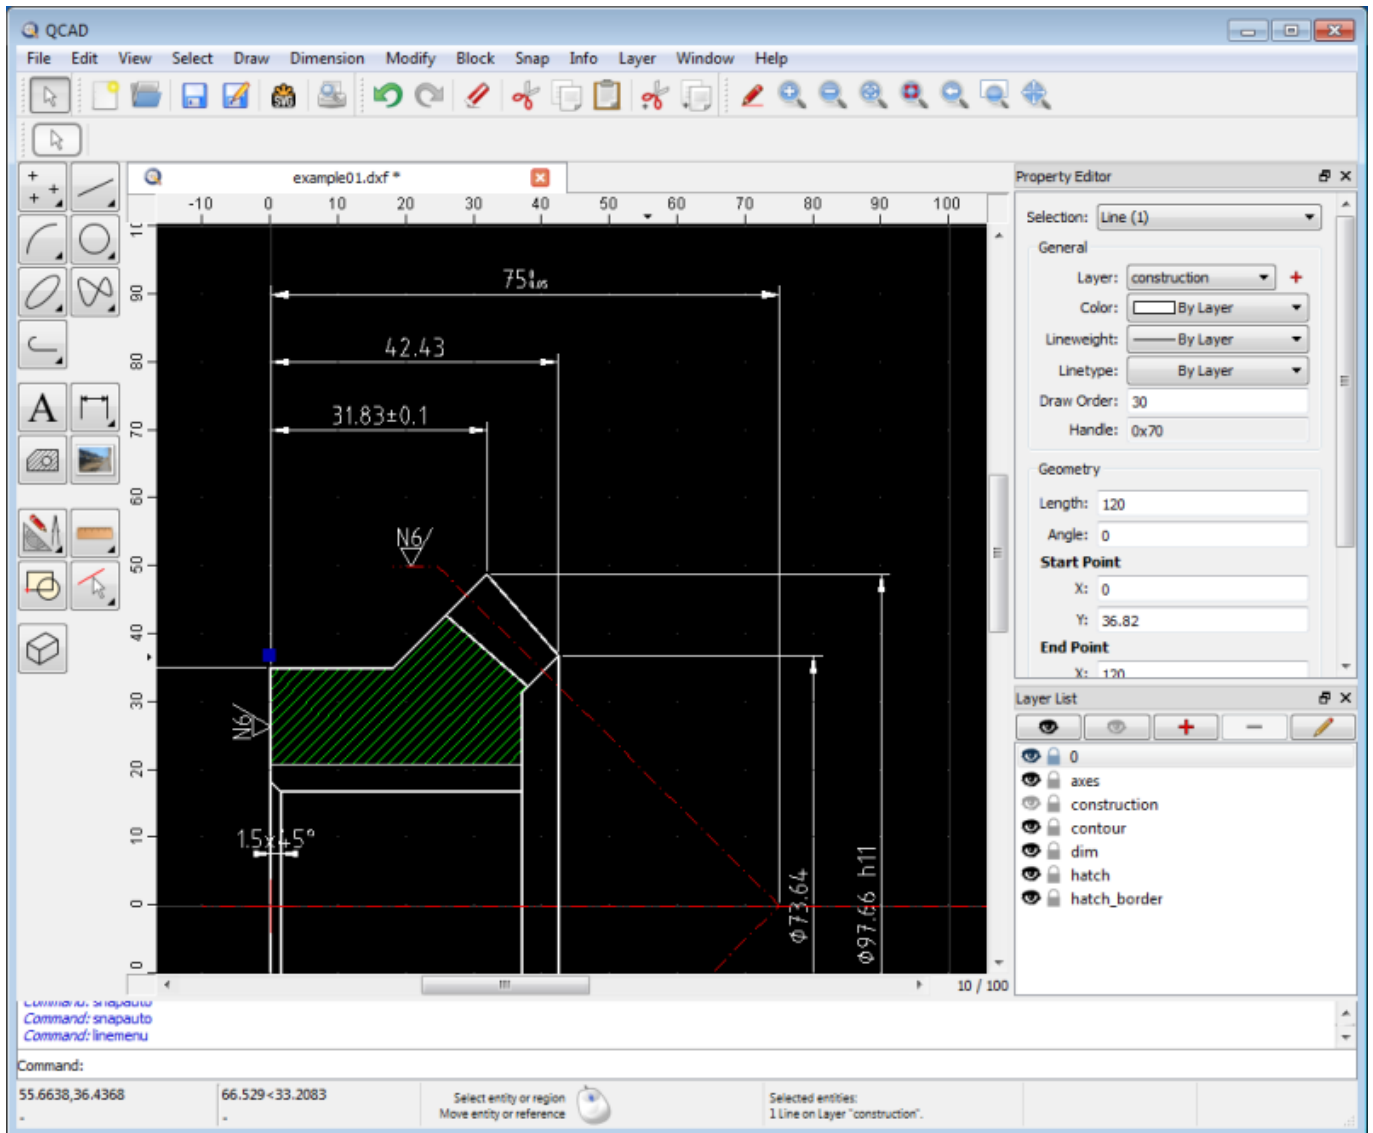 QCAD
File Edit View Select Draw Dimension Modify Block Snap Info Layer Window Help
SVG
example01.dxf *
-10 0 10 20 30 40 50 60 70 80 90 100
Property Editor
Selection: Line (1)
General
Layer: construction
Color: By Layer
Lineweight: By Layer
Linetype: By Layer
Draw Order: 30
Handle: 0x70
Geometry
Length: 120
Angle: 0
Start Point
X: 0
Y: 36.82
End Point
X: 120
Layer List
0
axes
construction
contour
dim
hatch
hatch_border
90
80
70
60
50
40
30
20
10
0
75
42.43
31.83±0.1
N6
N6
1.5x45°
Φ73.64
Φ97.66 h11
10 / 100
Command: snapauto
Command: snapauto
Command: linemenu
Command:
55.6638,36.4368
66.529<33.2083
Select entity or region
Move entity or reference
Selected entities:
1 Line on Layer "construction".
A